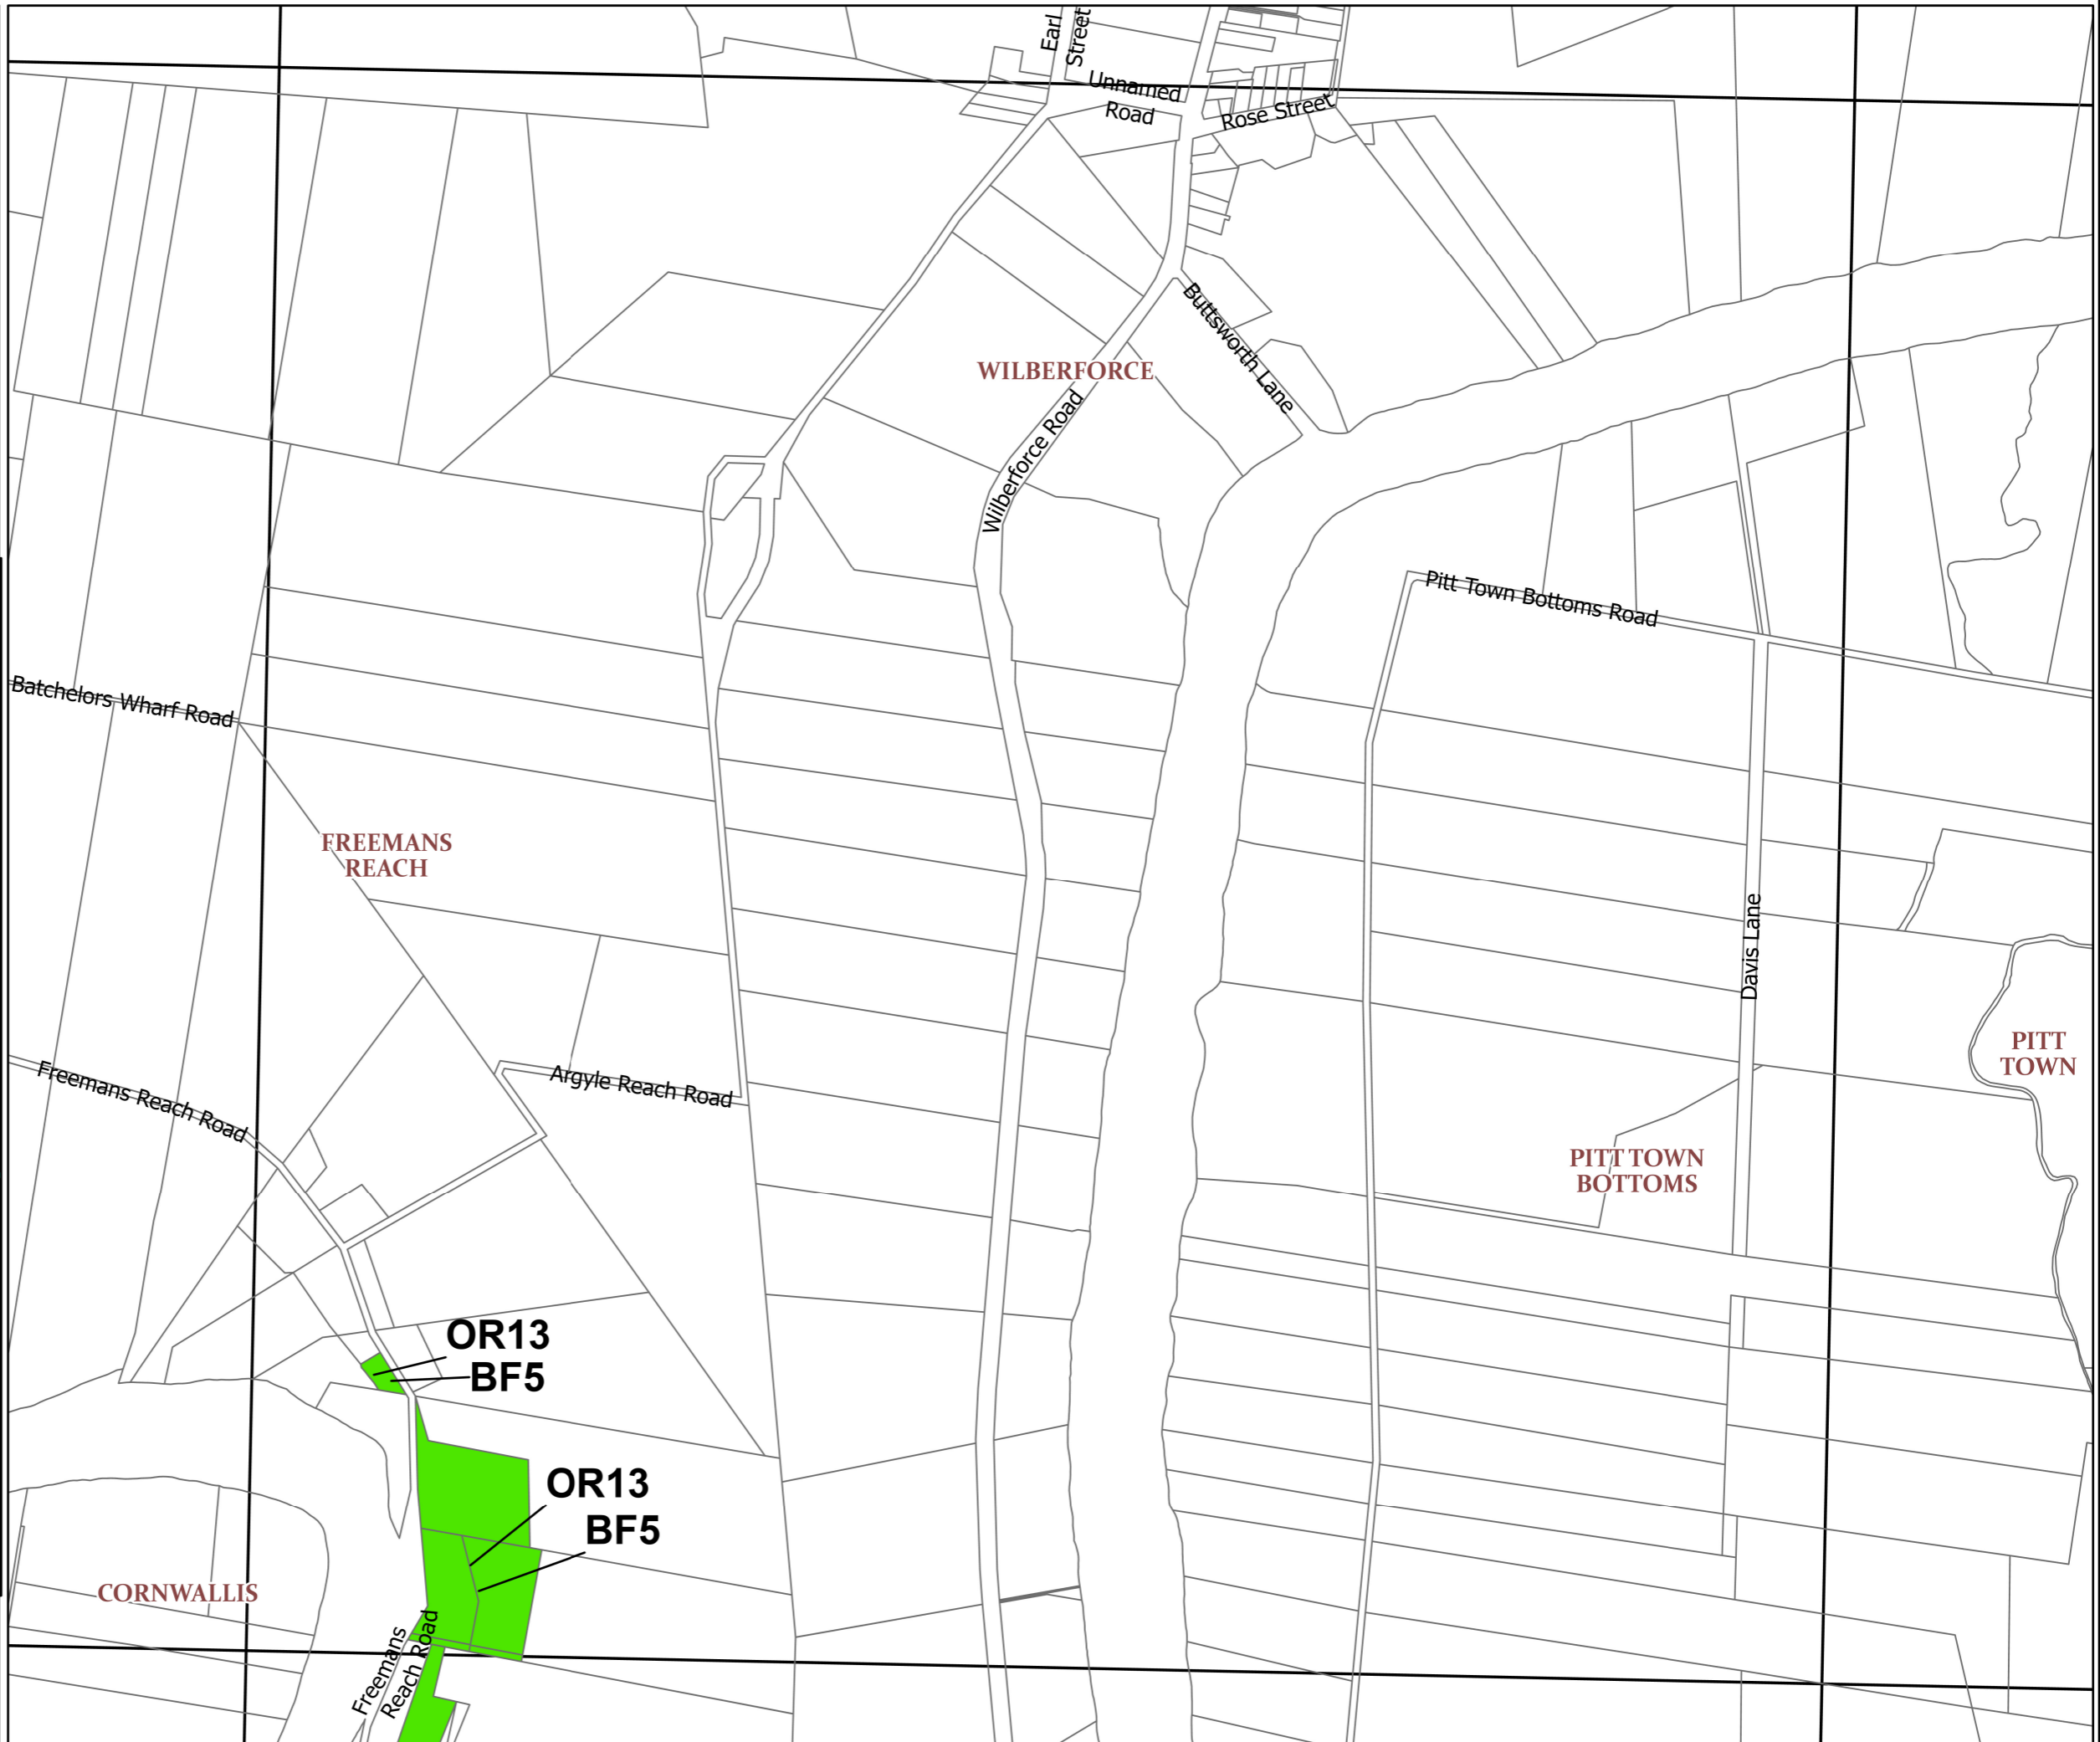 Earl
Street
Unnamed
Road
Rose Street
Buttsworth Lane
WILBERFORCE
Wilberforce Road
Pitt Town Bottoms Road
Batchelors Wharf Road
FREEMANS
REACH
Davis Lane
PITT
TOWN
Freemans Reach Road
Argyle Reach Road
PITT TOWN
BOTTOMS
OR13
BF5
OR13
BF5
CORNWALLIS
Freemans
Reach Road